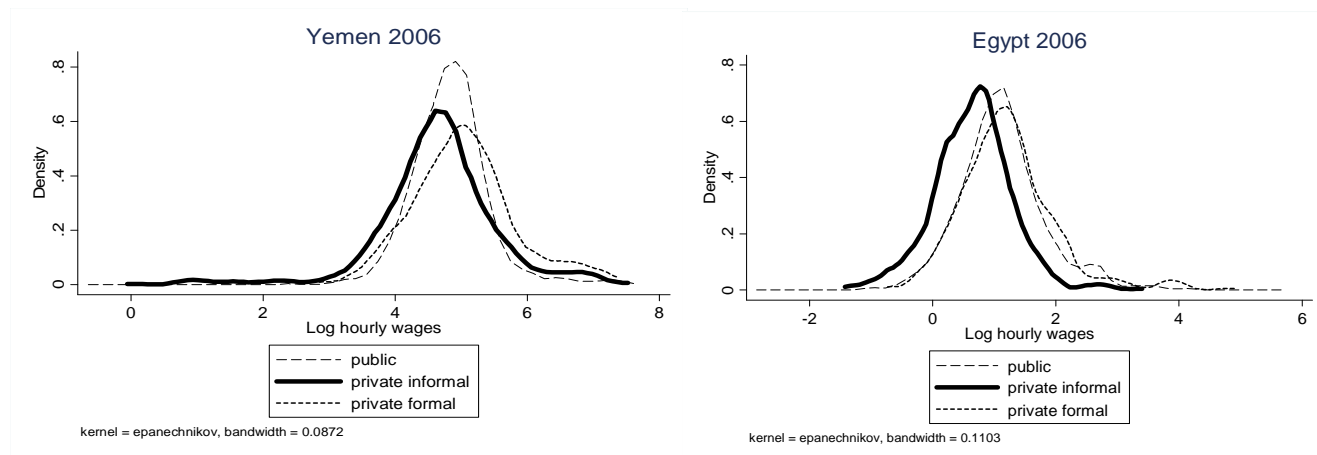 Yemen 2006
Density
.8
.6
.4
.2
0
0 2 4 6 8
Log hourly wages
public
private informal
private formal
kernel = epanechnikov, bandwidth = 0.0872
Egypt 2006
Density
.8
.6
.4
.2
0
-2 0 2 4 6
Log hourly wages
public
private informal
private formal
kernel = epanechnikov, bandwidth = 0.1103